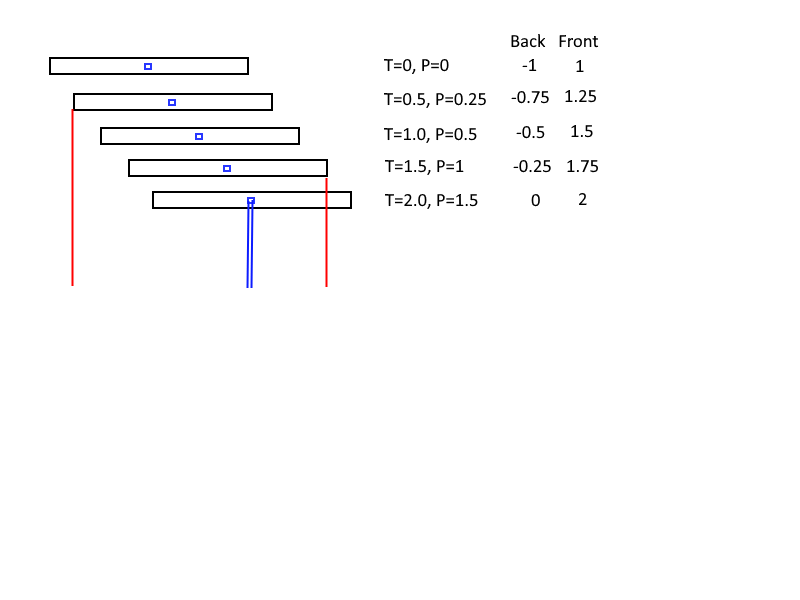 Back Front
T=0, P=0 -1 1
T=0.5, P=0.25 -0.75 1.25
T=1.0, P=0.5 -0.5 1.5
T=1.5, P=1 -0.25 1.75
T=2.0, P=1.5 0 2